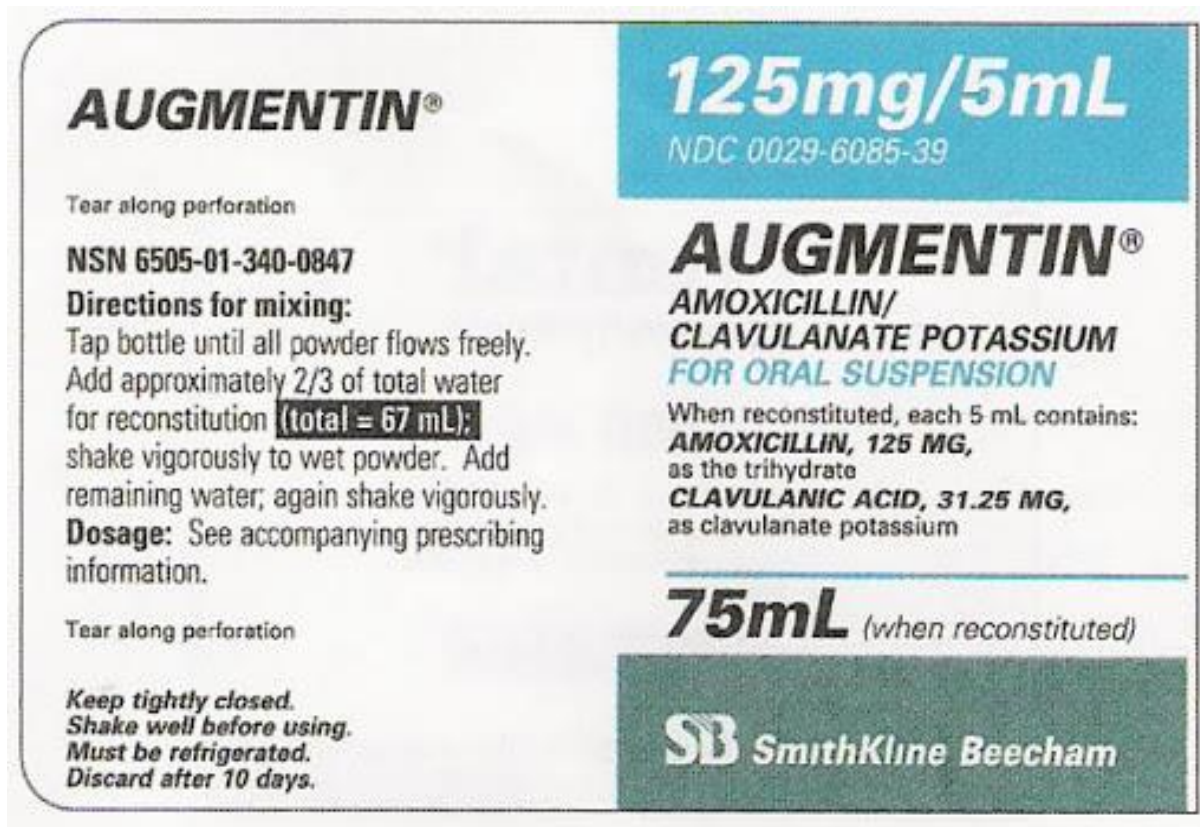 AUGMENTIN®
Tear along perforation
NSN 6505-01-340-0847
Directions for mixing:
Tap bottle until all powder flows freely.
Add approximately 2/3 of total water
for reconstitution (total = 67 mL);
shake vigorously to wet powder. Add
remaining water; again shake vigorously.
Dosage: See accompanying prescribing
information.
Tear along perforation
Keep tightly closed.
Shake well before using.
Must be refrigerated.
Discard after 10 days.
125mg/5mL
NDC 0029-6085-39
AUGMENTIN®
AMOXICILLIN/
CLAVULANATE POTASSIUM
FOR ORAL SUSPENSION
When reconstituted, each 5 mL contains:
AMOXICILLIN, 125 MG,
as the trihydrate
CLAVULANIC ACID, 31.25 MG,
as clavulanate potassium
75mL (when reconstituted)
SB SmithKline Beecham